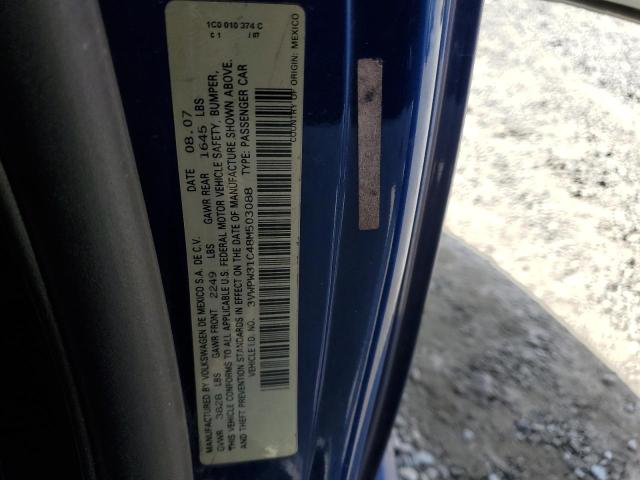 1C0 010 374 C
C 1 / 07
MANUFACTURED BY VOLKSWAGEN DE MEXICO S.A. DE C.V. DATE 08.07
GVWR 3828 LBS GAWR FRONT 2249 LBS GAWR REAR 1645 LBS
THIS VEHICLE CONFORMS TO ALL APPLICABLE U.S. FEDERAL MOTOR VEHICLE SAFETY, BUMPER,
AND THEFT PREVENTION STANDARDS IN EFFECT ON THE DATE OF MANUFACTURE SHOWN ABOVE.
VEHICLE I.D. NO. 3VWPW31C48M503088 TYPE: PASSENGER CAR
COUNTRY OF ORIGIN: MEXICO